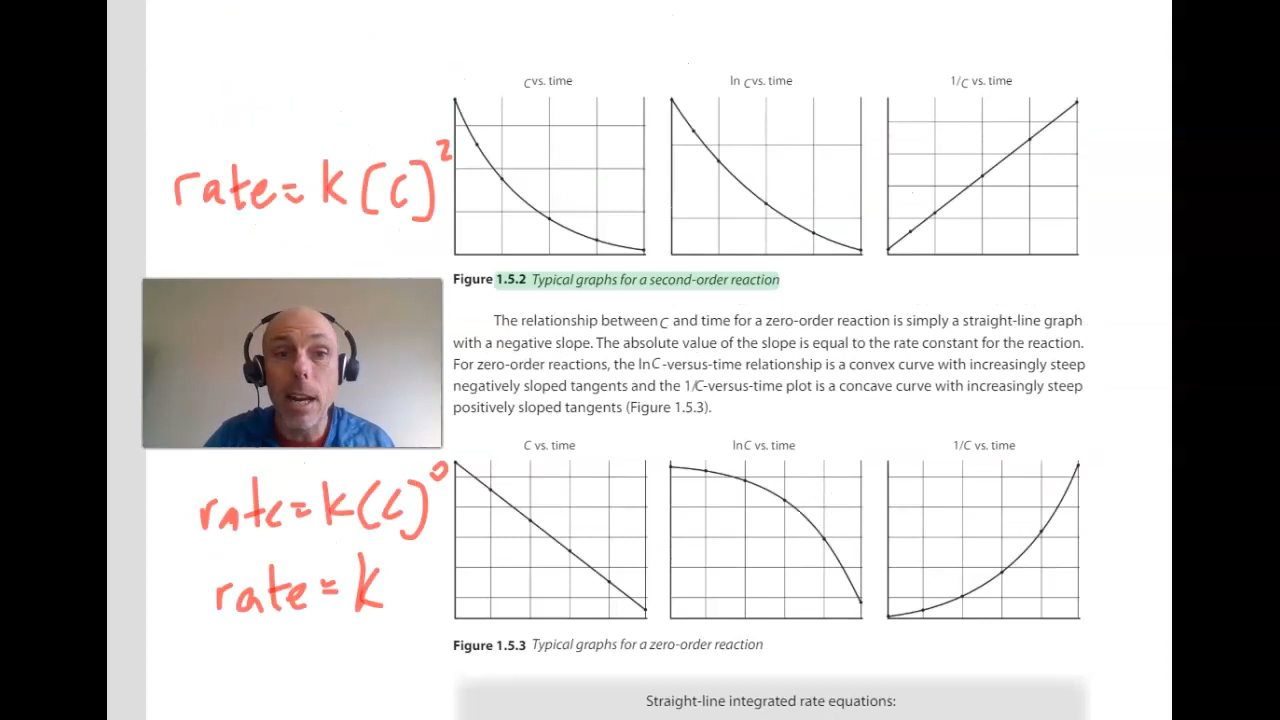 C vs. time
ln C vs. time
1/C vs. time
rate = k [C]²
Figure 1.5.2 Typical graphs for a second-order reaction
The relationship between C and time for a zero-order reaction is simply a straight-line graph
with a negative slope. The absolute value of the slope is equal to the rate constant for the reaction.
For zero-order reactions, the lnC-versus-time relationship is a convex curve with increasingly steep
negatively sloped tangents and the 1/C-versus-time plot is a concave curve with increasingly steep
positively sloped tangents (Figure 1.5.3).
C vs. time
lnC vs. time
1/C vs. time
rate = k (C)⁰
rate = k
Figure 1.5.3 Typical graphs for a zero-order reaction
Straight-line integrated rate equations: